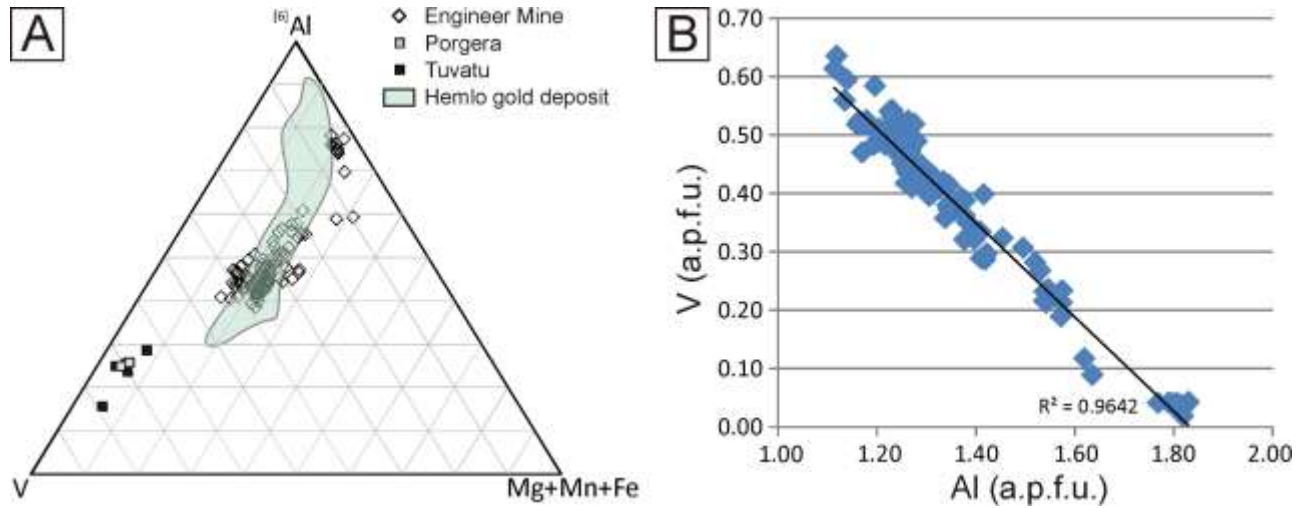 A
[6]Al
Engineer Mine
Porgera
Tuvatu
Hemlo gold deposit
V
Mg+Mn+Fe
B
V (a.p.f.u.)
0.70
0.60
0.50
0.40
0.30
0.20
0.10
0.00
R² = 0.9642
1.00 1.20 1.40 1.60 1.80 2.00
Al (a.p.f.u.)